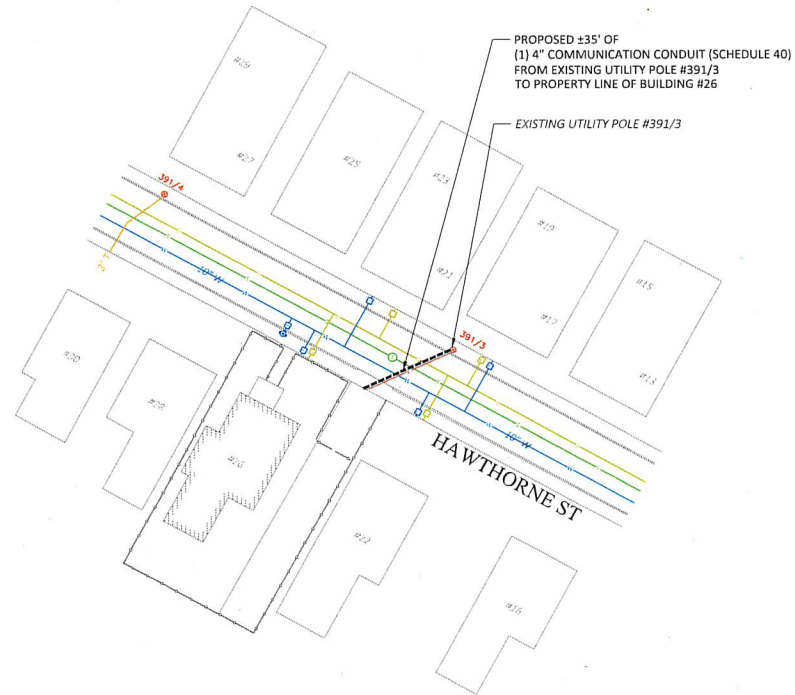 PROPOSED ±35' OF
(1) 4" COMMUNICATION CONDUIT (SCHEDULE 40)
FROM EXISTING UTILITY POLE #391/3
TO PROPERTY LINE OF BUILDING #26
EXISTING UTILITY POLE #391/3
#29
#27
#25
#23
#21
#19
#17
#15
#13
391/4
391/3
10" W
10" W
HAWTHORNE ST
#30
#28
#26
#22
#16